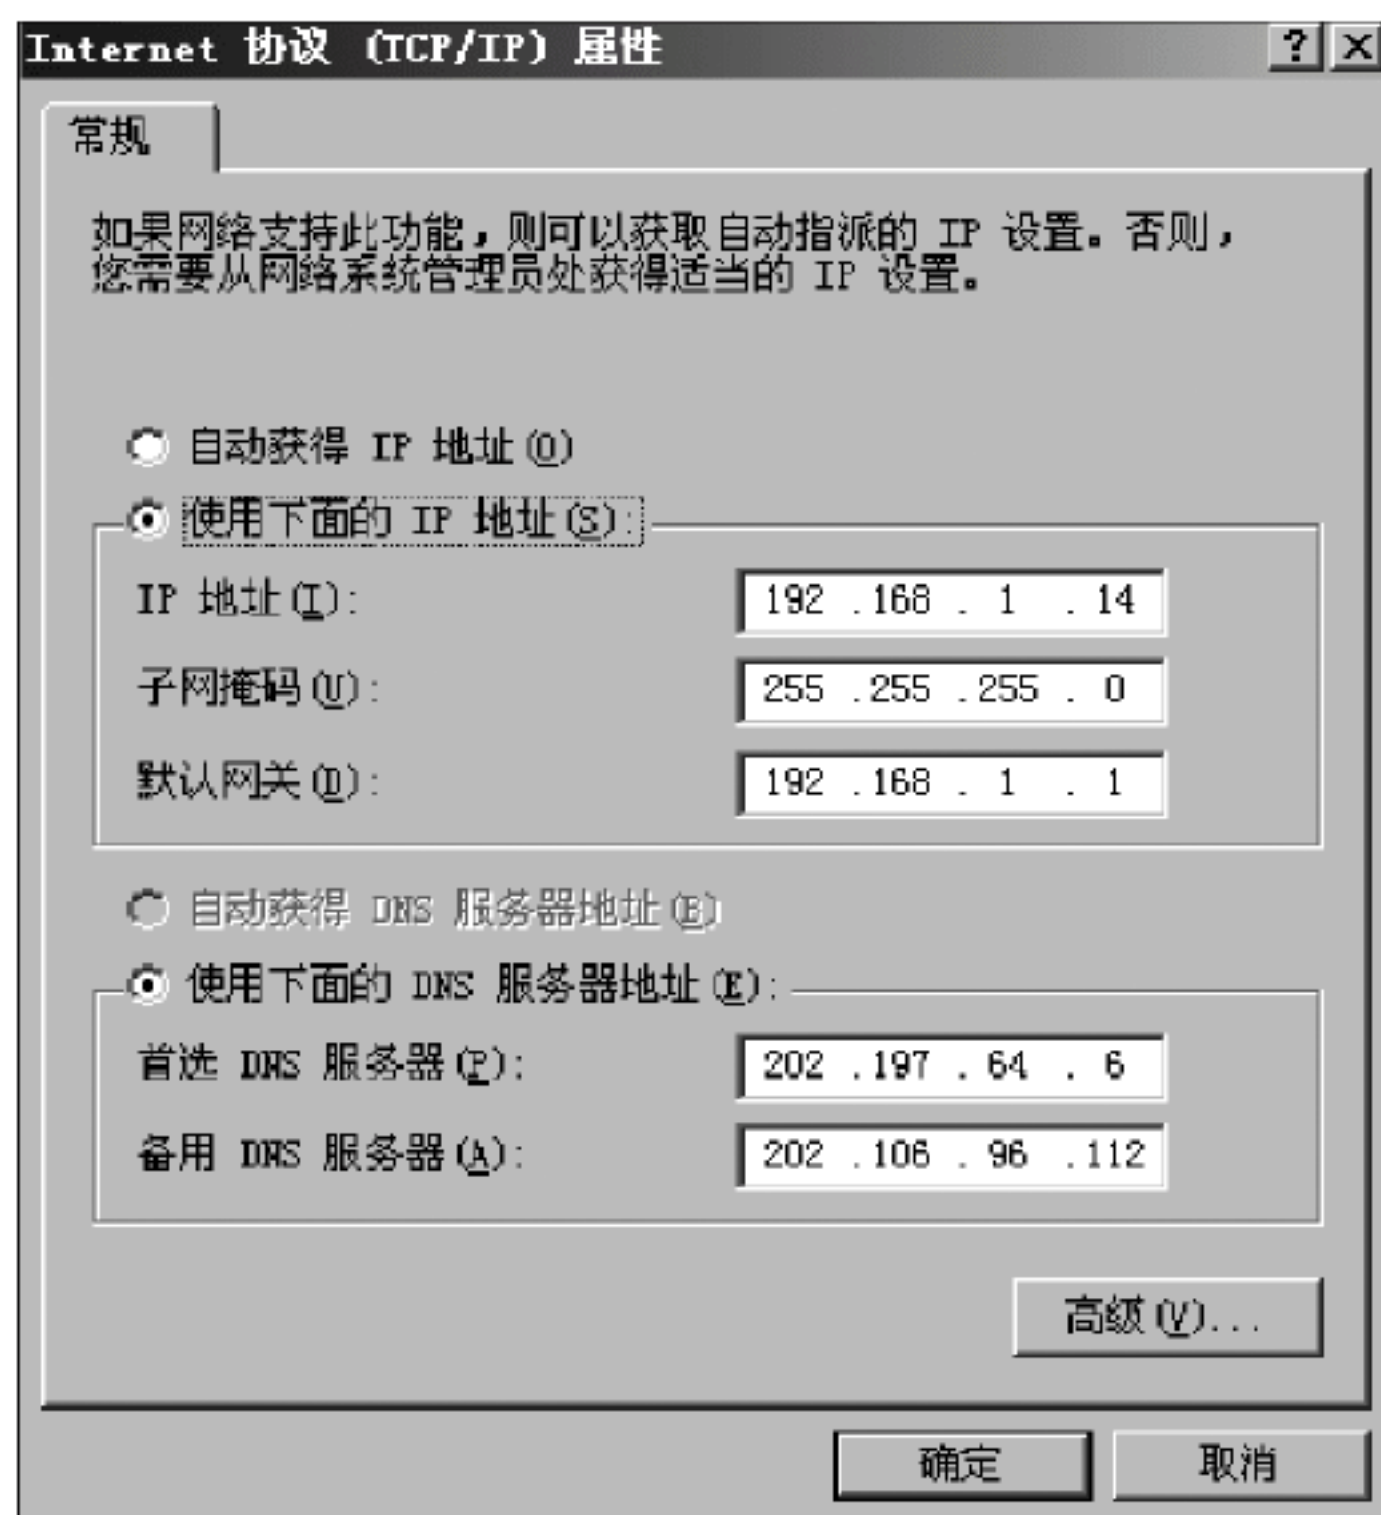 Internet 协议 (TCP/IP) 属性
常规
如果网络支持此功能，则可以获取自动指派的 IP 设置。否则，
您需要从网络系统管理员处获得适当的 IP 设置。
自动获得 IP 地址(O)
使用下面的 IP 地址(S):
IP 地址(I): 192 .168 . 1 . 14
子网掩码(U): 255 .255 .255 . 0
默认网关(D): 192 .168 . 1 . 1
自动获得 DNS 服务器地址(B)
使用下面的 DNS 服务器地址(E):
首选 DNS 服务器(P): 202 .197 . 64 . 6
备用 DNS 服务器(A): 202 .106 . 96 .112
高级(V)...
确定 取消